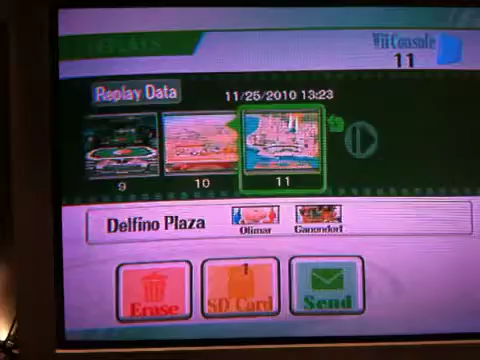 REPLAYS
Wii Console
11
Replay Data
11/25/2010 13:23
9
10
11
Delfino Plaza
Olimar
Ganondorf
Erase
SD Card
Send